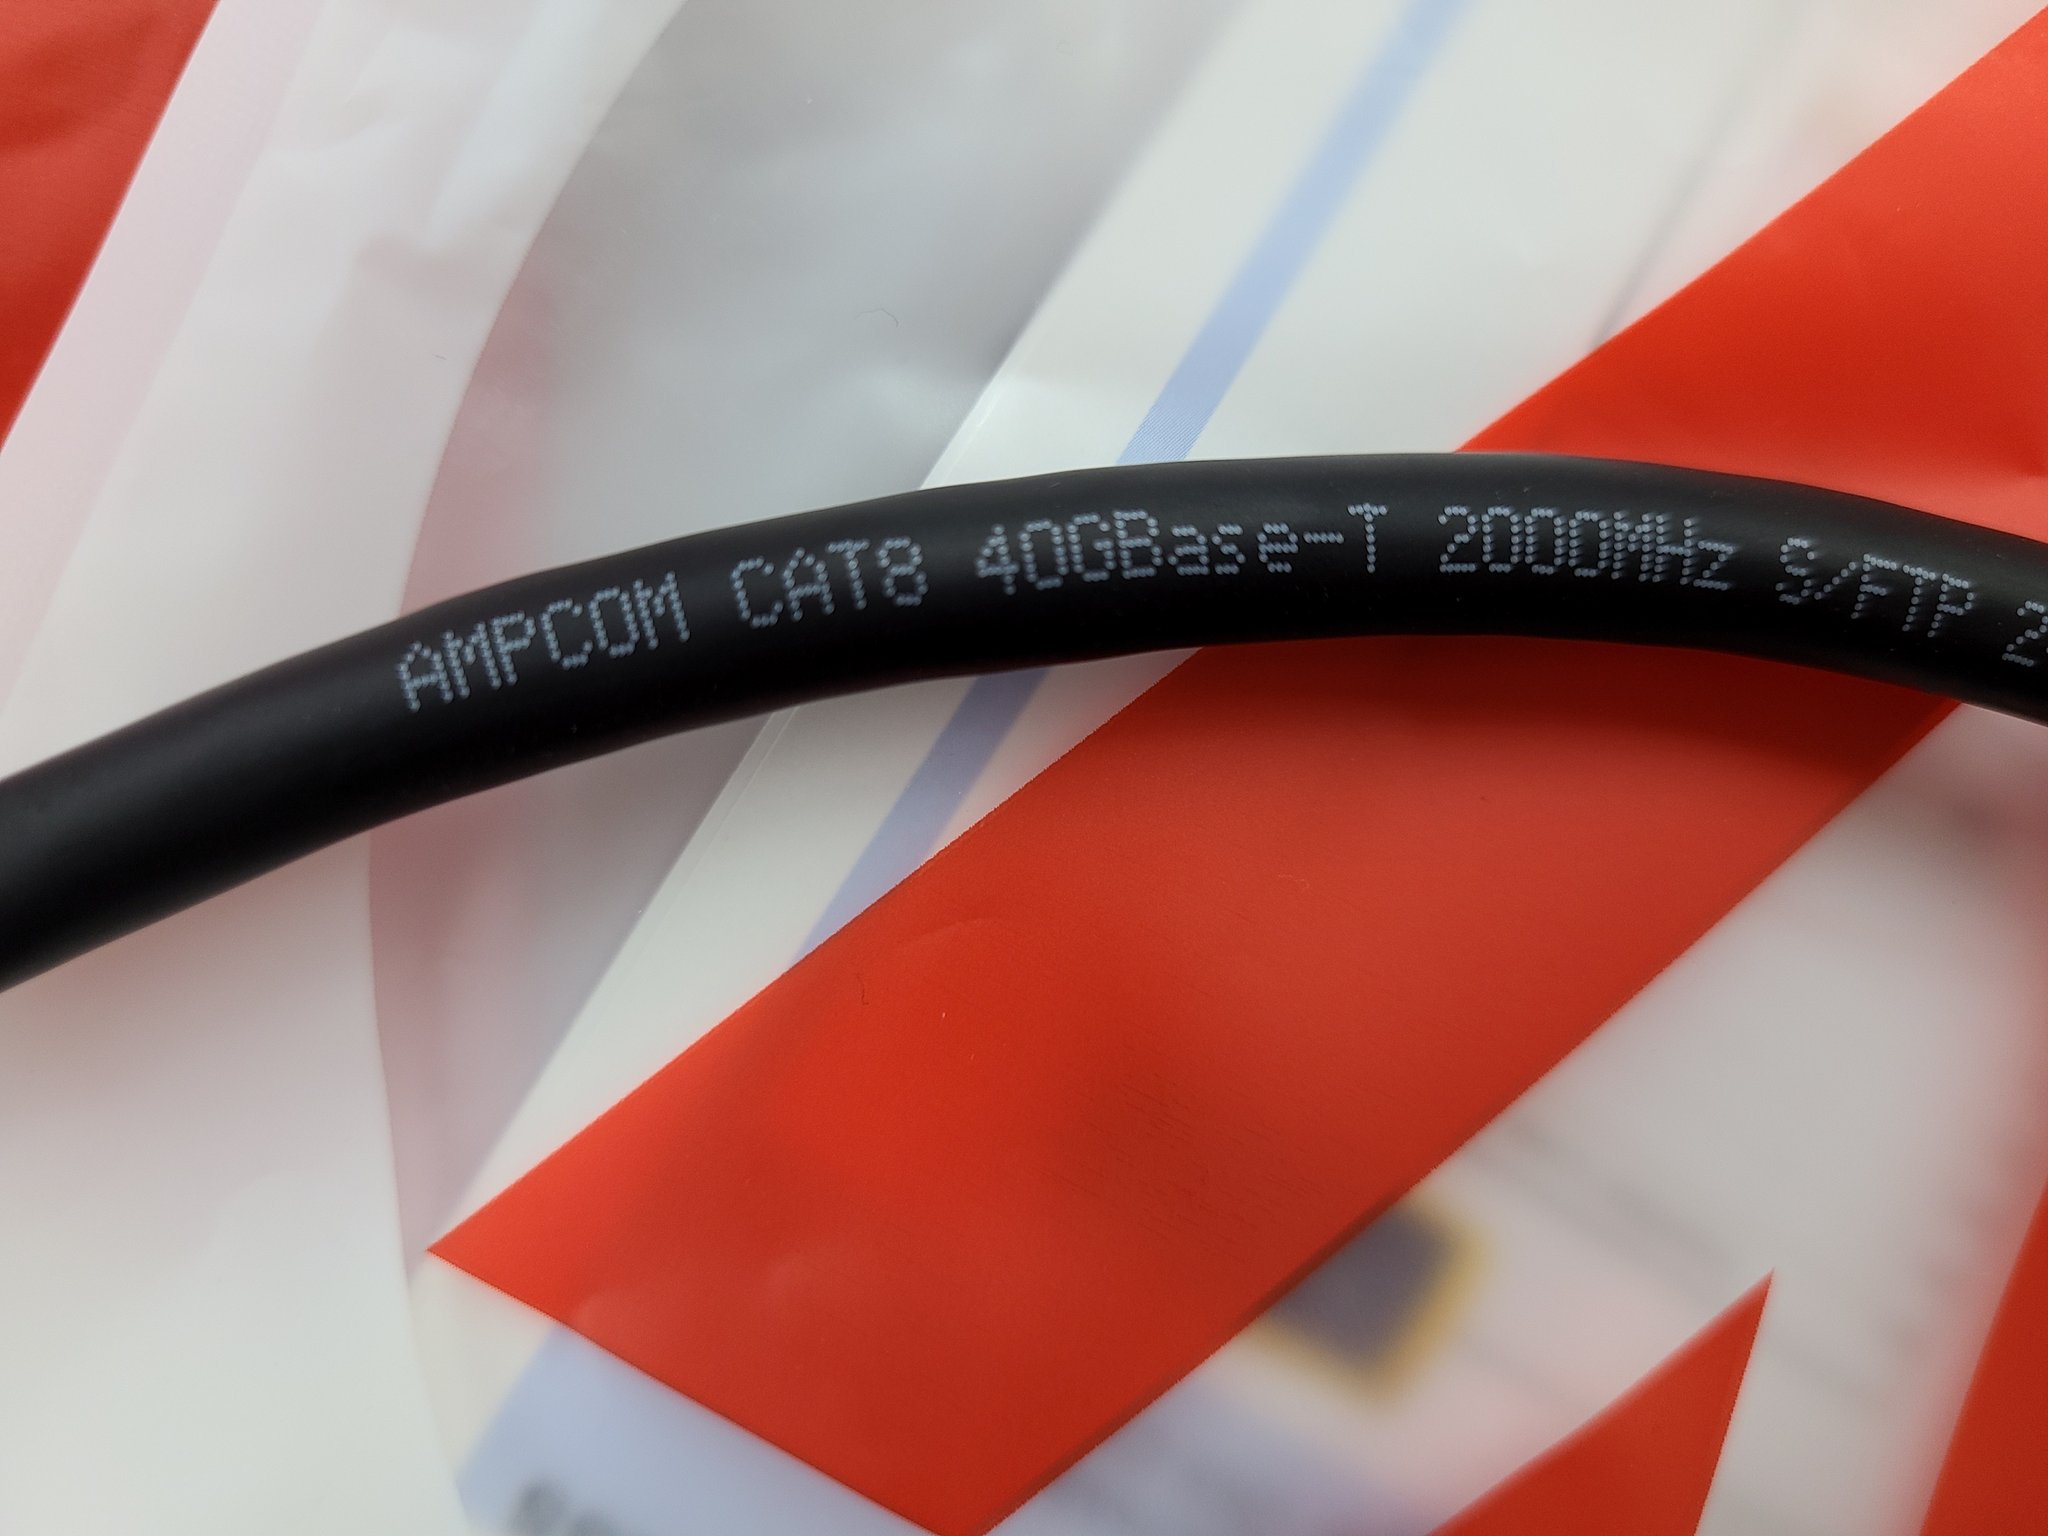 AMPCOM CAT8 40GBase-T 2000MHz S/FTP